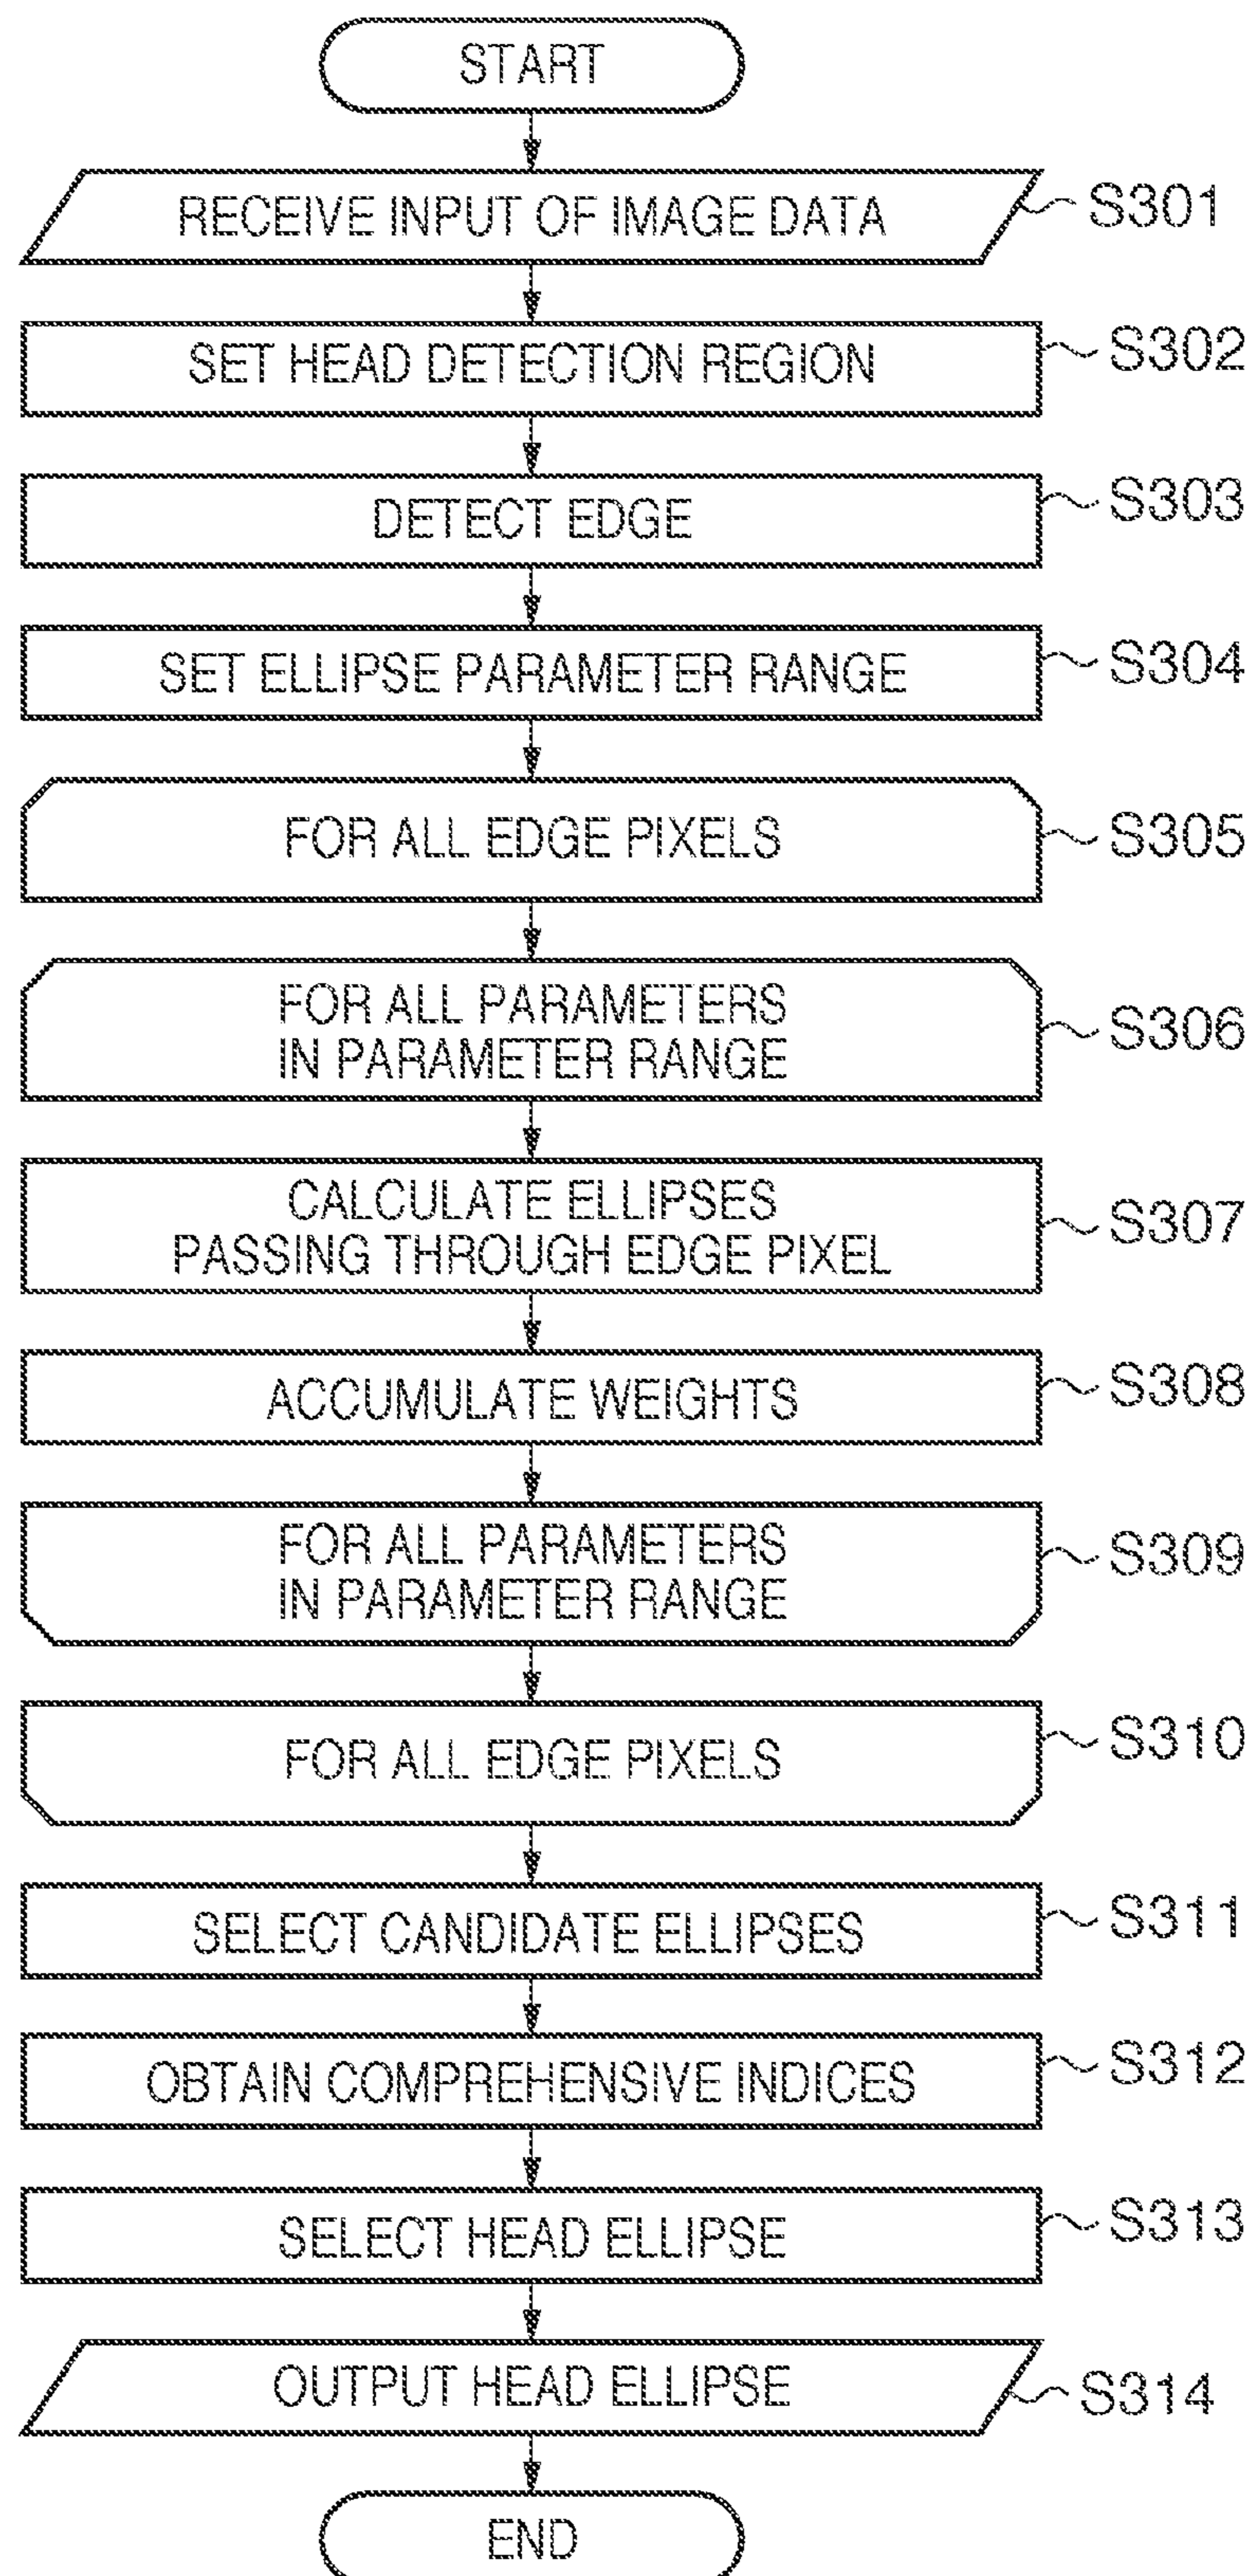 START
RECEIVE INPUT OF IMAGE DATA
S301
SET HEAD DETECTION REGION
S302
DETECT EDGE
S303
SET ELLIPSE PARAMETER RANGE
S304
FOR ALL EDGE PIXELS
S305
FOR ALL PARAMETERS
IN PARAMETER RANGE
S306
CALCULATE ELLIPSES
PASSING THROUGH EDGE PIXEL
S307
ACCUMULATE WEIGHTS
S308
FOR ALL PARAMETERS
IN PARAMETER RANGE
S309
FOR ALL EDGE PIXELS
S310
SELECT CANDIDATE ELLIPSES
S311
OBTAIN COMPREHENSIVE INDICES
S312
SELECT HEAD ELLIPSE
S313
OUTPUT HEAD ELLIPSE
S314
END